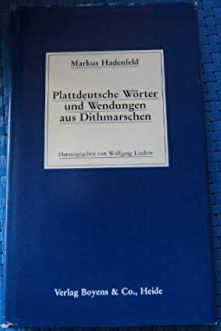 Markus Hadenfeld
Plattdeutsche Wörter
und Wendungen
aus Dithmarschen
Herausgegeben von Wolfgang Lindow
Verlag Boyens & Co., Heide